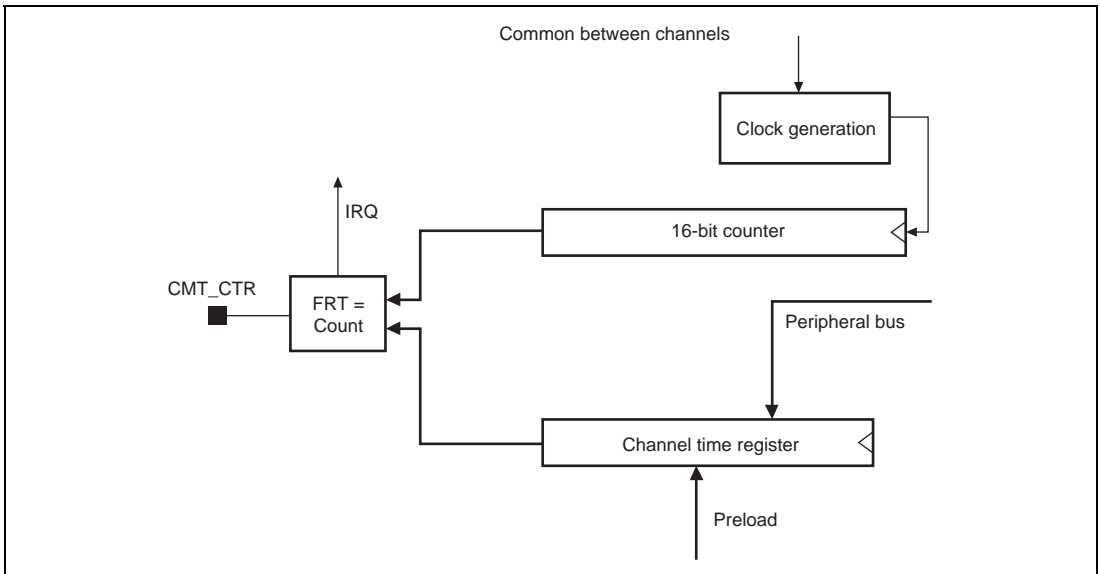 Common between channels
Clock generation
IRQ
16-bit counter
CMT_CTR
FRT =
Count
Peripheral bus
Channel time register
Preload